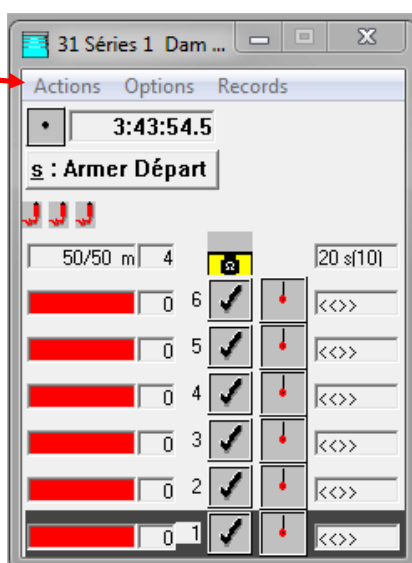 31 Séries 1 Dam ...
Actions Options Records
3:43:54.5
s : Armer Départ
50/50 m 4 Ω 20 s(10)
0 6 <<>>
0 5 <<>>
0 4 <<>>
0 3 <<>>
0 2 <<>>
0 1 <<>>